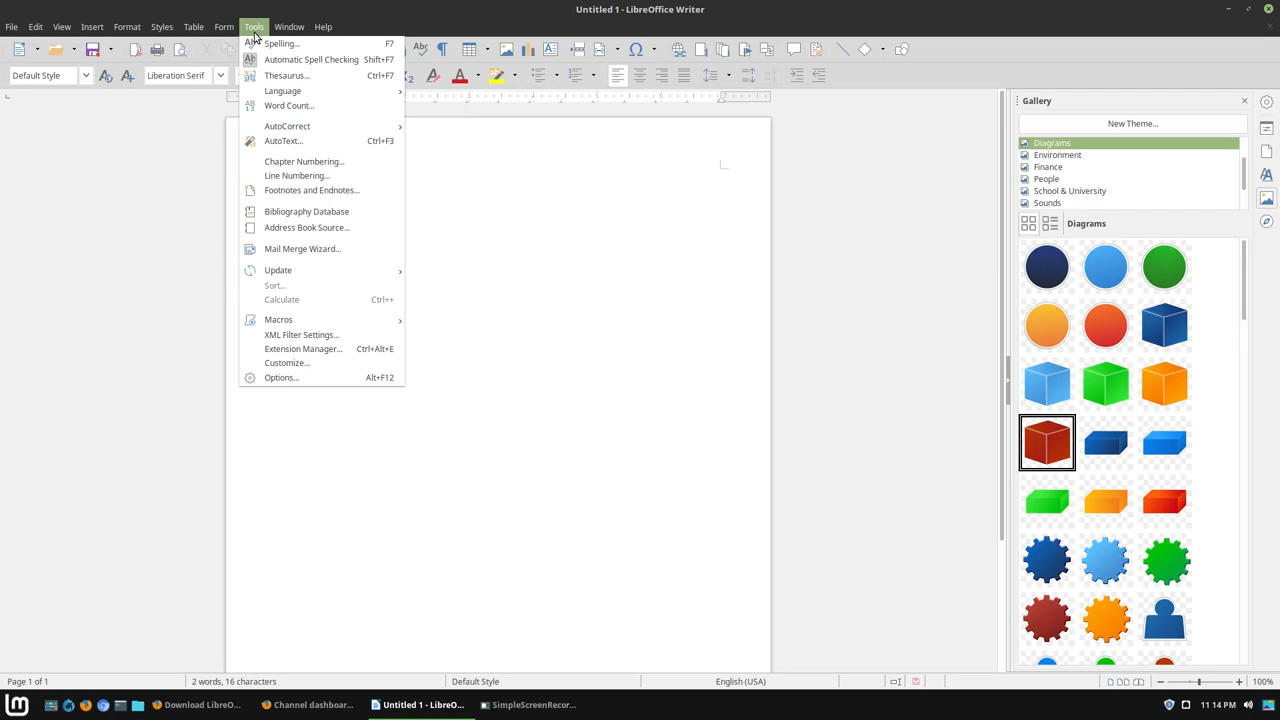 Untitled 1 - LibreOffice Writer
File Edit View Insert Format Styles Table Form Tools Window Help
Default Style Liberation Serif
Spelling... F7
Automatic Spell Checking Shift+F7
Thesaurus... Ctrl+F7
Language
Word Count...
AutoCorrect
AutoText... Ctrl+F3
Chapter Numbering...
Line Numbering...
Footnotes and Endnotes...
Bibliography Database
Address Book Source...
Mail Merge Wizard...
Update
Sort...
Calculate Ctrl++
Macros
XML Filter Settings...
Extension Manager... Ctrl+Alt+E
Customize...
Options... Alt+F12
Gallery
New Theme...
Diagrams
Environment
Finance
People
School & University
Sounds
Diagrams
Page 1 of 1 2 words, 16 characters Default Style English (USA) 100%
Download LibreO... Channel dashboar... Untitled 1 - LibreO... SimpleScreenRecor... 11:14 PM